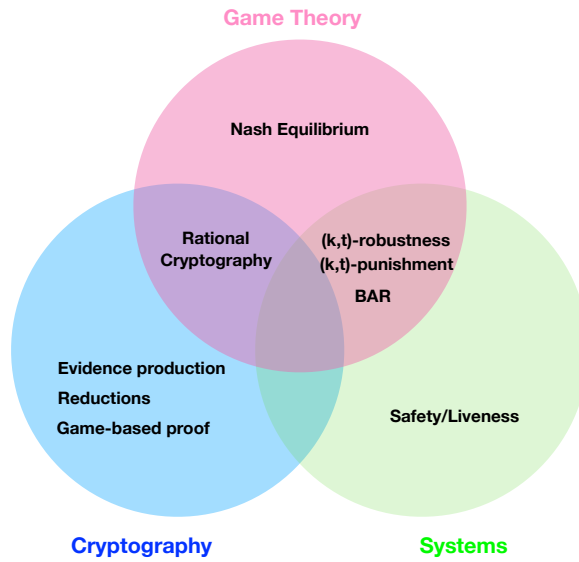 Game Theory
Nash Equilibrium
Rational
Cryptography
(k,t)-robustness
(k,t)-punishment
BAR
Evidence production
Reductions
Game-based proof
Safety/Liveness
Cryptography
Systems